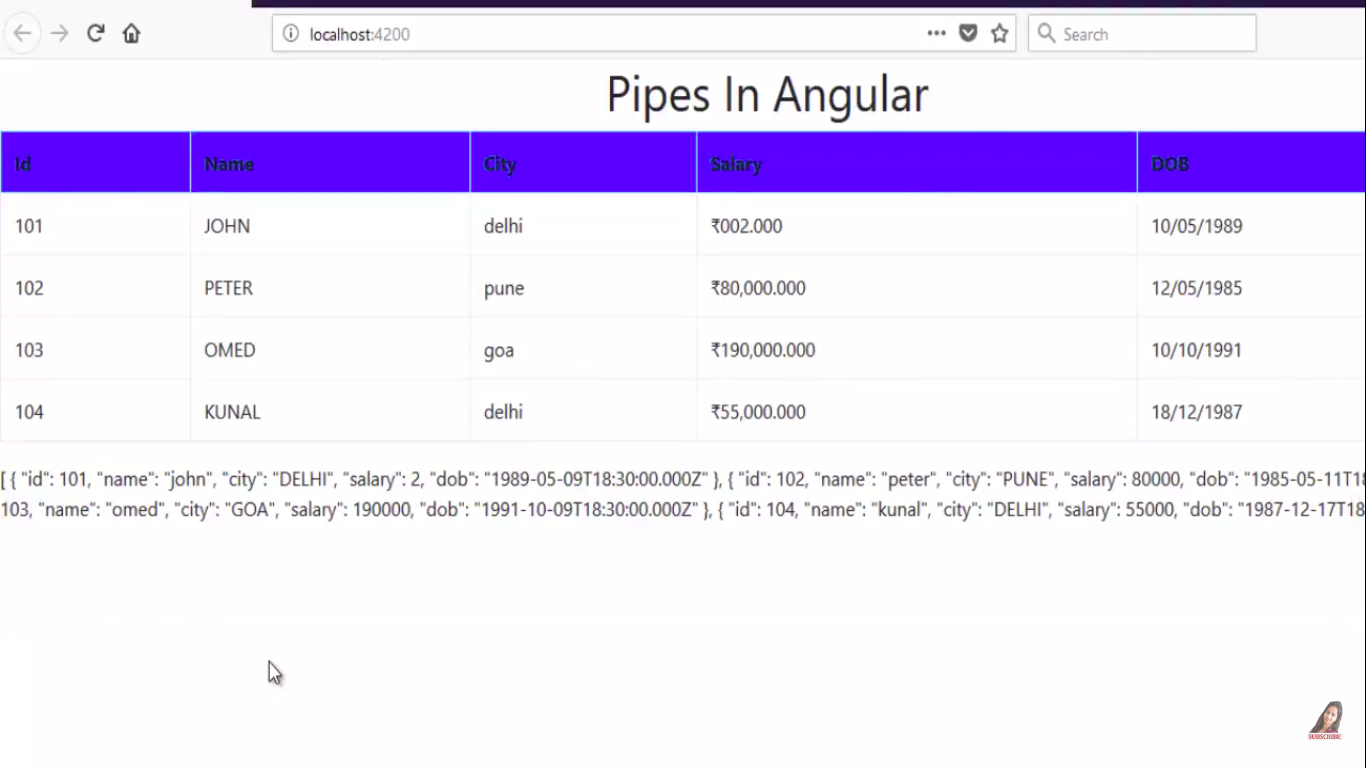 localhost:4200
Search
Pipes In Angular
Id Name City Salary DOB
101 JOHN delhi ₹002.000 10/05/1989
102 PETER pune ₹80,000.000 12/05/1985
103 OMED goa ₹190,000.000 10/10/1991
104 KUNAL delhi ₹55,000.000 18/12/1987
[ { "id": 101, "name": "john", "city": "DELHI", "salary": 2, "dob": "1989-05-09T18:30:00.000Z" }, { "id": 102, "name": "peter", "city": "PUNE", "salary": 80000, "dob": "1985-05-11T18
103, "name": "omed", "city": "GOA", "salary": 190000, "dob": "1991-10-09T18:30:00.000Z" }, { "id": 104, "name": "kunal", "city": "DELHI", "salary": 55000, "dob": "1987-12-17T18
SUBSCRIBE